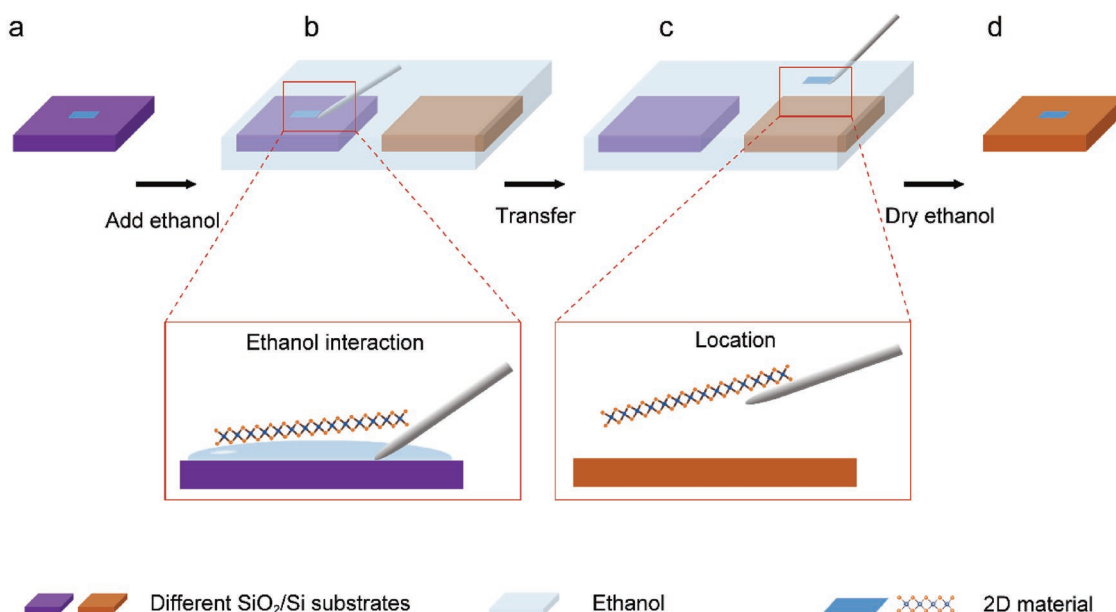 a
b
c
d
Add ethanol
Transfer
Dry ethanol
Ethanol interaction
Location
Different SiO₂/Si substrates
Ethanol
2D material